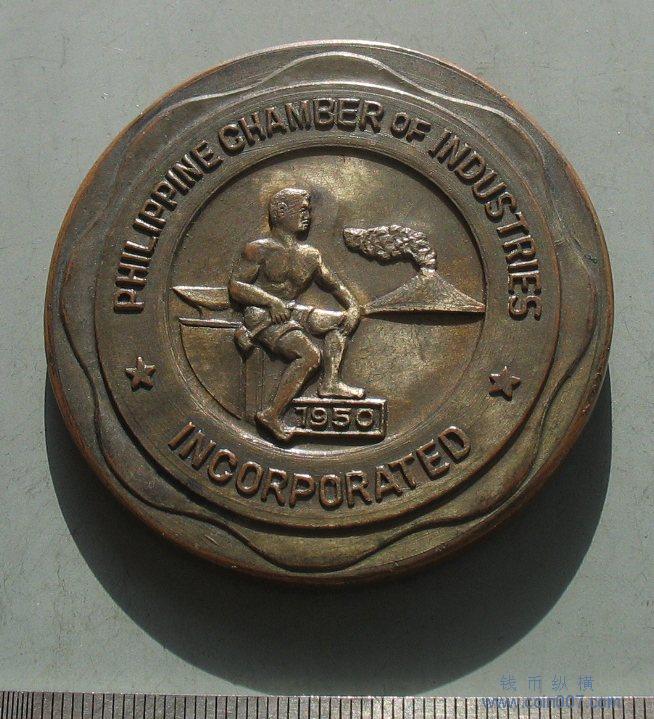 PHILIPPINE CHAMBER OF INDUSTRIES
1950
INCORPORATED
钱币纵横
www.coin007.com